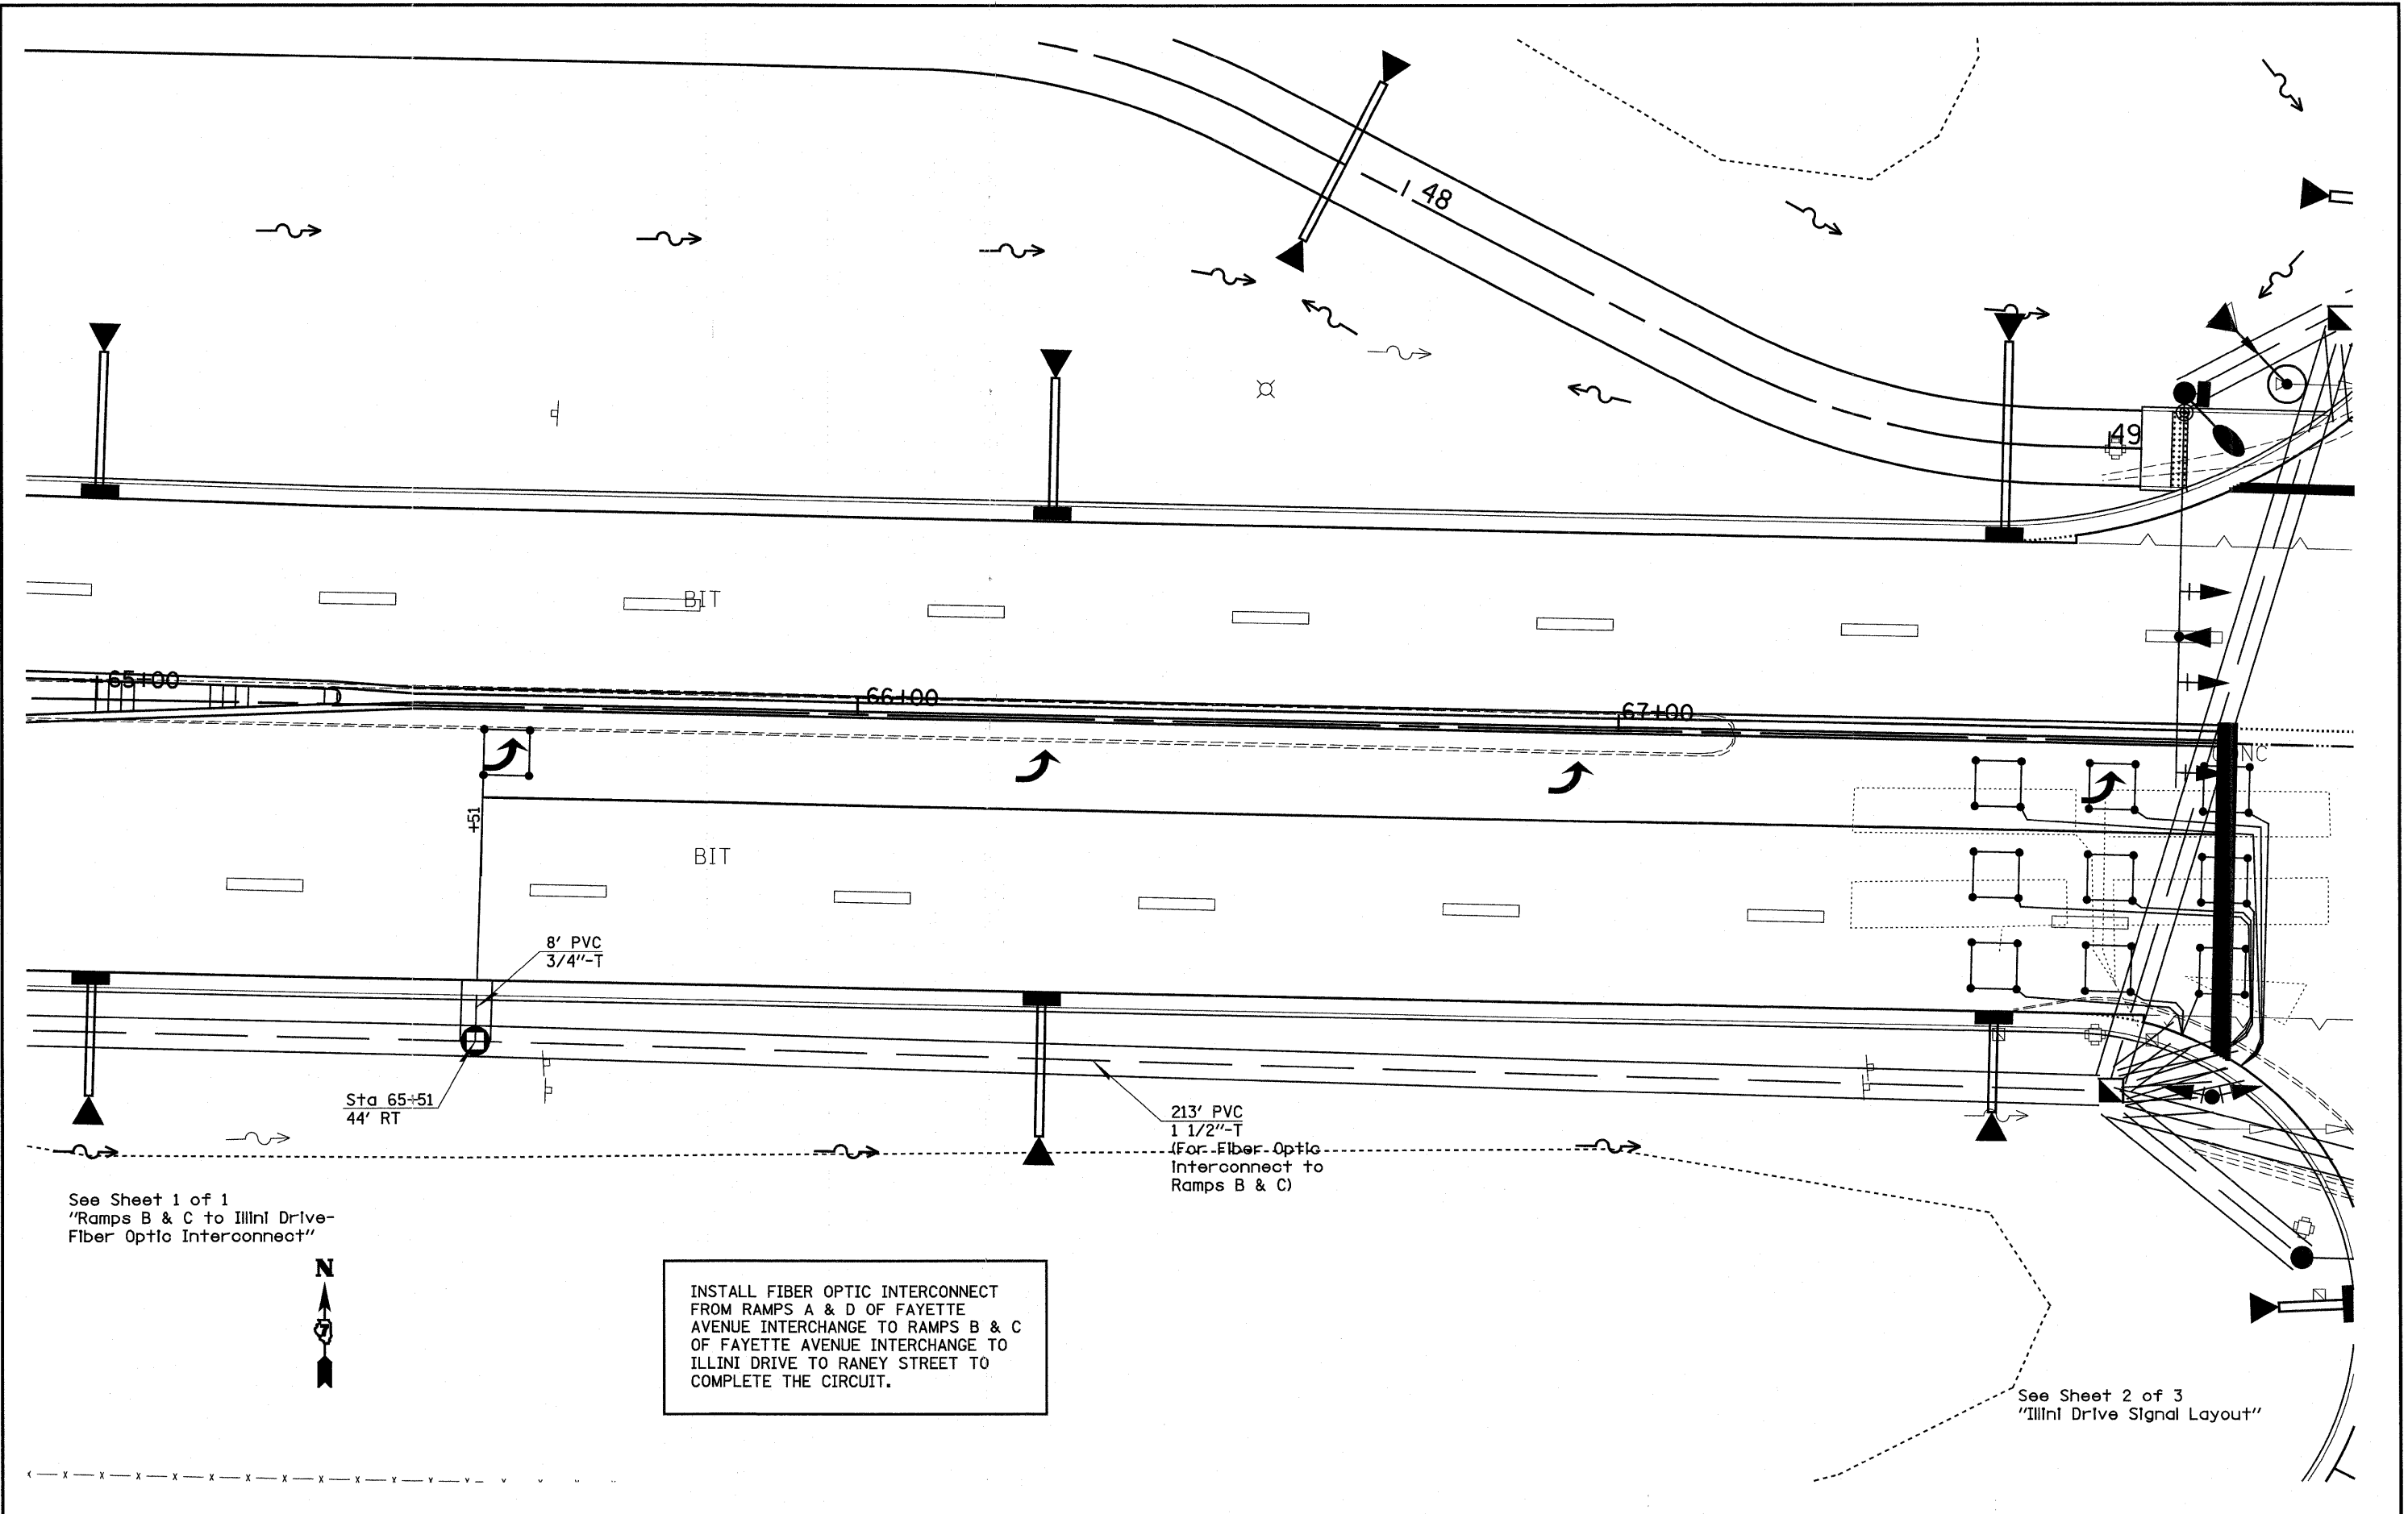 48
49
BIT
65+00
66+00
67+00
NC
+51
BIT
8' PVC
3/4"-T
Sta 65+51
44' RT
213' PVC
1 1/2"-T
(For Fiber Optic
Interconnect to
Ramps B & C)
See Sheet 1 of 1
"Ramps B & C to Illini Drive-
Fiber Optic Interconnect"
N
7
INSTALL FIBER OPTIC INTERCONNECT
FROM RAMPS A & D OF FAYETTE
AVENUE INTERCHANGE TO RAMPS B & C
OF FAYETTE AVENUE INTERCHANGE TO
ILLINI DRIVE TO RANEY STREET TO
COMPLETE THE CIRCUIT.
See Sheet 2 of 3
"Illini Drive Signal Layout"